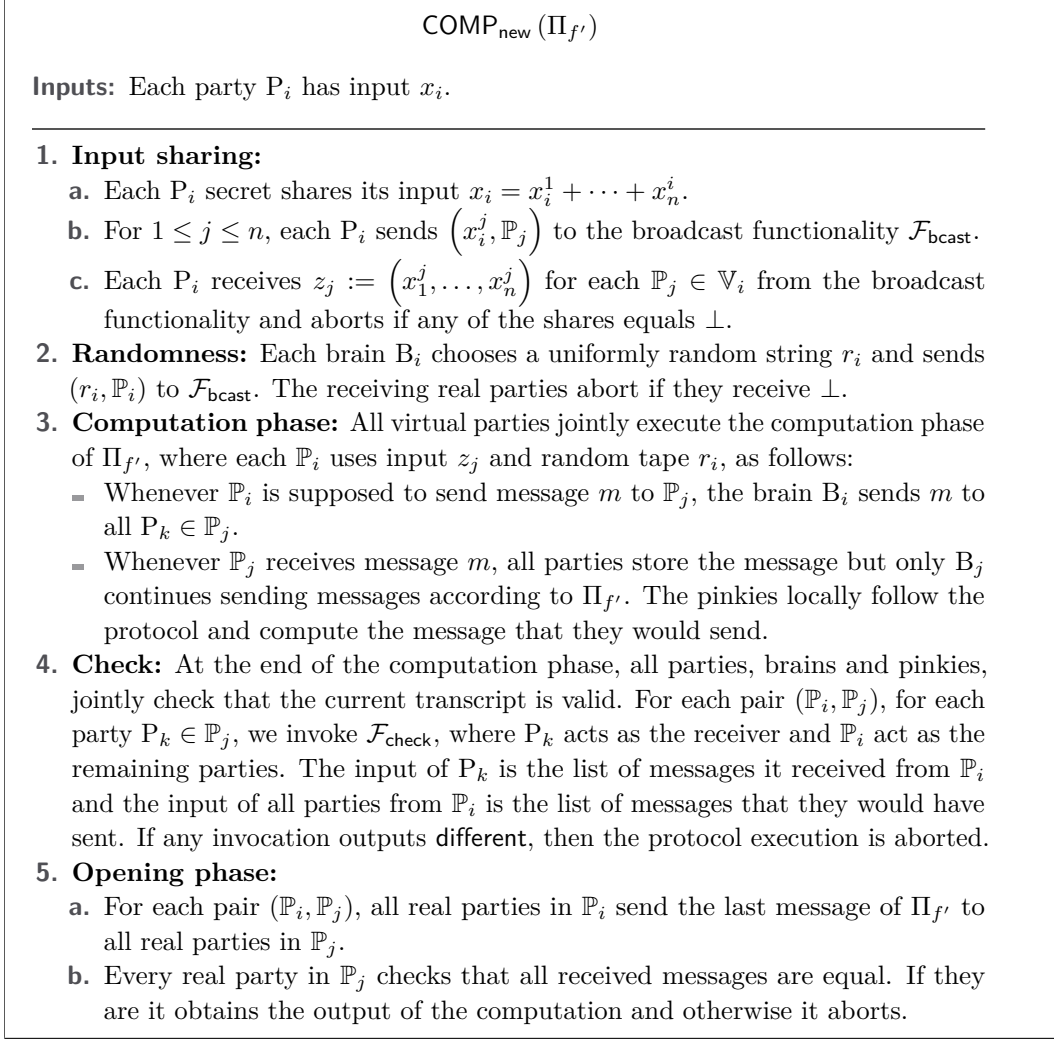 COMP_new (Π_{f′})
Inputs: Each party P_i has input x_i.
1. Input sharing:
a. Each P_i secret shares its input x_i = x_i^1 + ⋯ + x_n^i.
b. For 1 ≤ j ≤ n, each P_i sends (x_i^j, ℙ_j) to the broadcast functionality F_bcast.
c. Each P_i receives z_j := (x_1^j, …, x_n^j) for each ℙ_j ∈ 𝕍_i from the broadcast
functionality and aborts if any of the shares equals ⊥.
2. Randomness: Each brain B_i chooses a uniformly random string r_i and sends
(r_i, ℙ_i) to F_bcast. The receiving real parties abort if they receive ⊥.
3. Computation phase: All virtual parties jointly execute the computation phase
of Π_{f′}, where each ℙ_i uses input z_j and random tape r_i, as follows:
- Whenever ℙ_i is supposed to send message m to ℙ_j, the brain B_i sends m to
all P_k ∈ ℙ_j.
- Whenever ℙ_j receives message m, all parties store the message but only B_j
continues sending messages according to Π_{f′}. The pinkies locally follow the
protocol and compute the message that they would send.
4. Check: At the end of the computation phase, all parties, brains and pinkies,
jointly check that the current transcript is valid. For each pair (ℙ_i, ℙ_j), for each
party P_k ∈ ℙ_j, we invoke F_check, where P_k acts as the receiver and ℙ_i act as the
remaining parties. The input of P_k is the list of messages it received from ℙ_i
and the input of all parties from ℙ_i is the list of messages that they would have
sent. If any invocation outputs different, then the protocol execution is aborted.
5. Opening phase:
a. For each pair (ℙ_i, ℙ_j), all real parties in ℙ_i send the last message of Π_{f′} to
all real parties in ℙ_j.
b. Every real party in ℙ_j checks that all received messages are equal. If they
are it obtains the output of the computation and otherwise it aborts.